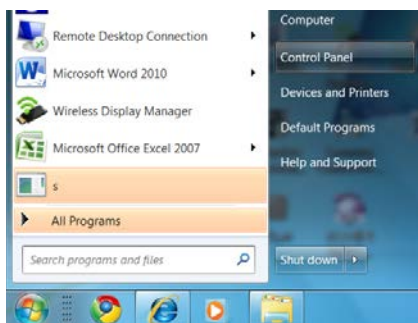 Remote Desktop Connection
Microsoft Word 2010
Wireless Display Manager
Microsoft Office Excel 2007
s
All Programs
Search programs and files
Computer
Control Panel
Devices and Printers
Default Programs
Help and Support
Shut down